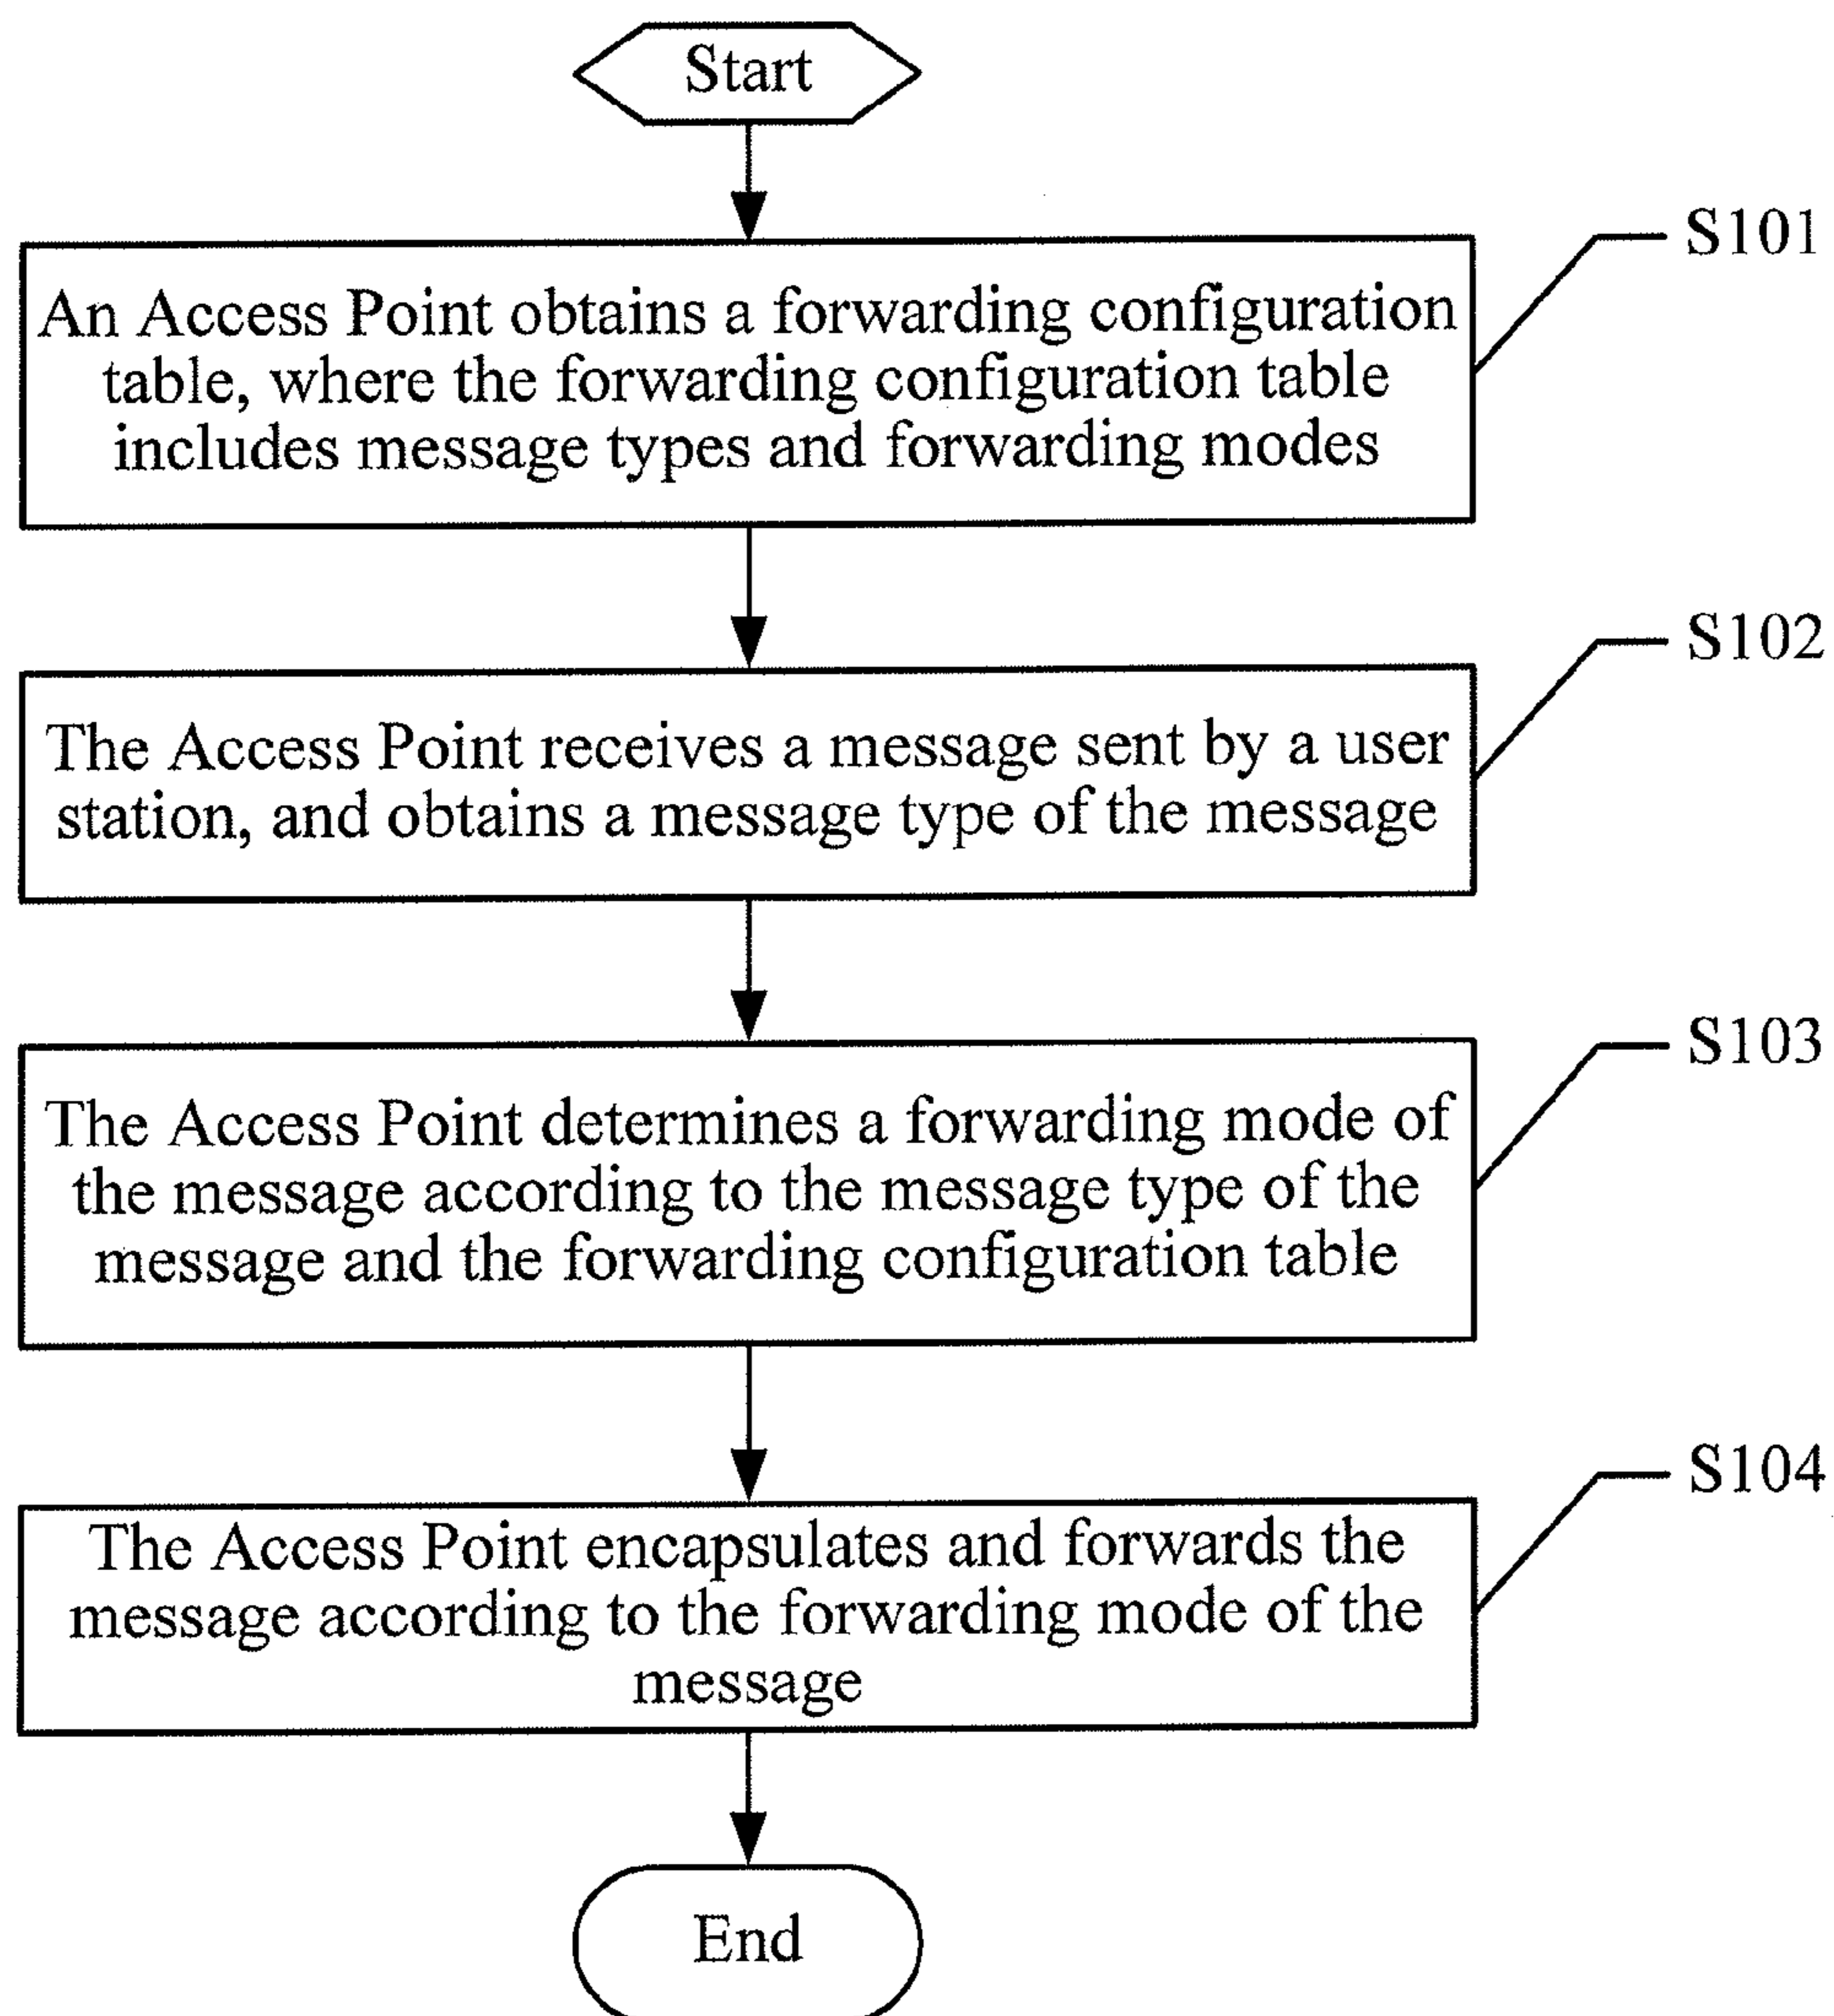 Start
S101
An Access Point obtains a forwarding configuration
table, where the forwarding configuration table
includes message types and forwarding modes
S102
The Access Point receives a message sent by a user
station, and obtains a message type of the message
S103
The Access Point determines a forwarding mode of
the message according to the message type of the
message and the forwarding configuration table
S104
The Access Point encapsulates and forwards the
message according to the forwarding mode of the
message
End